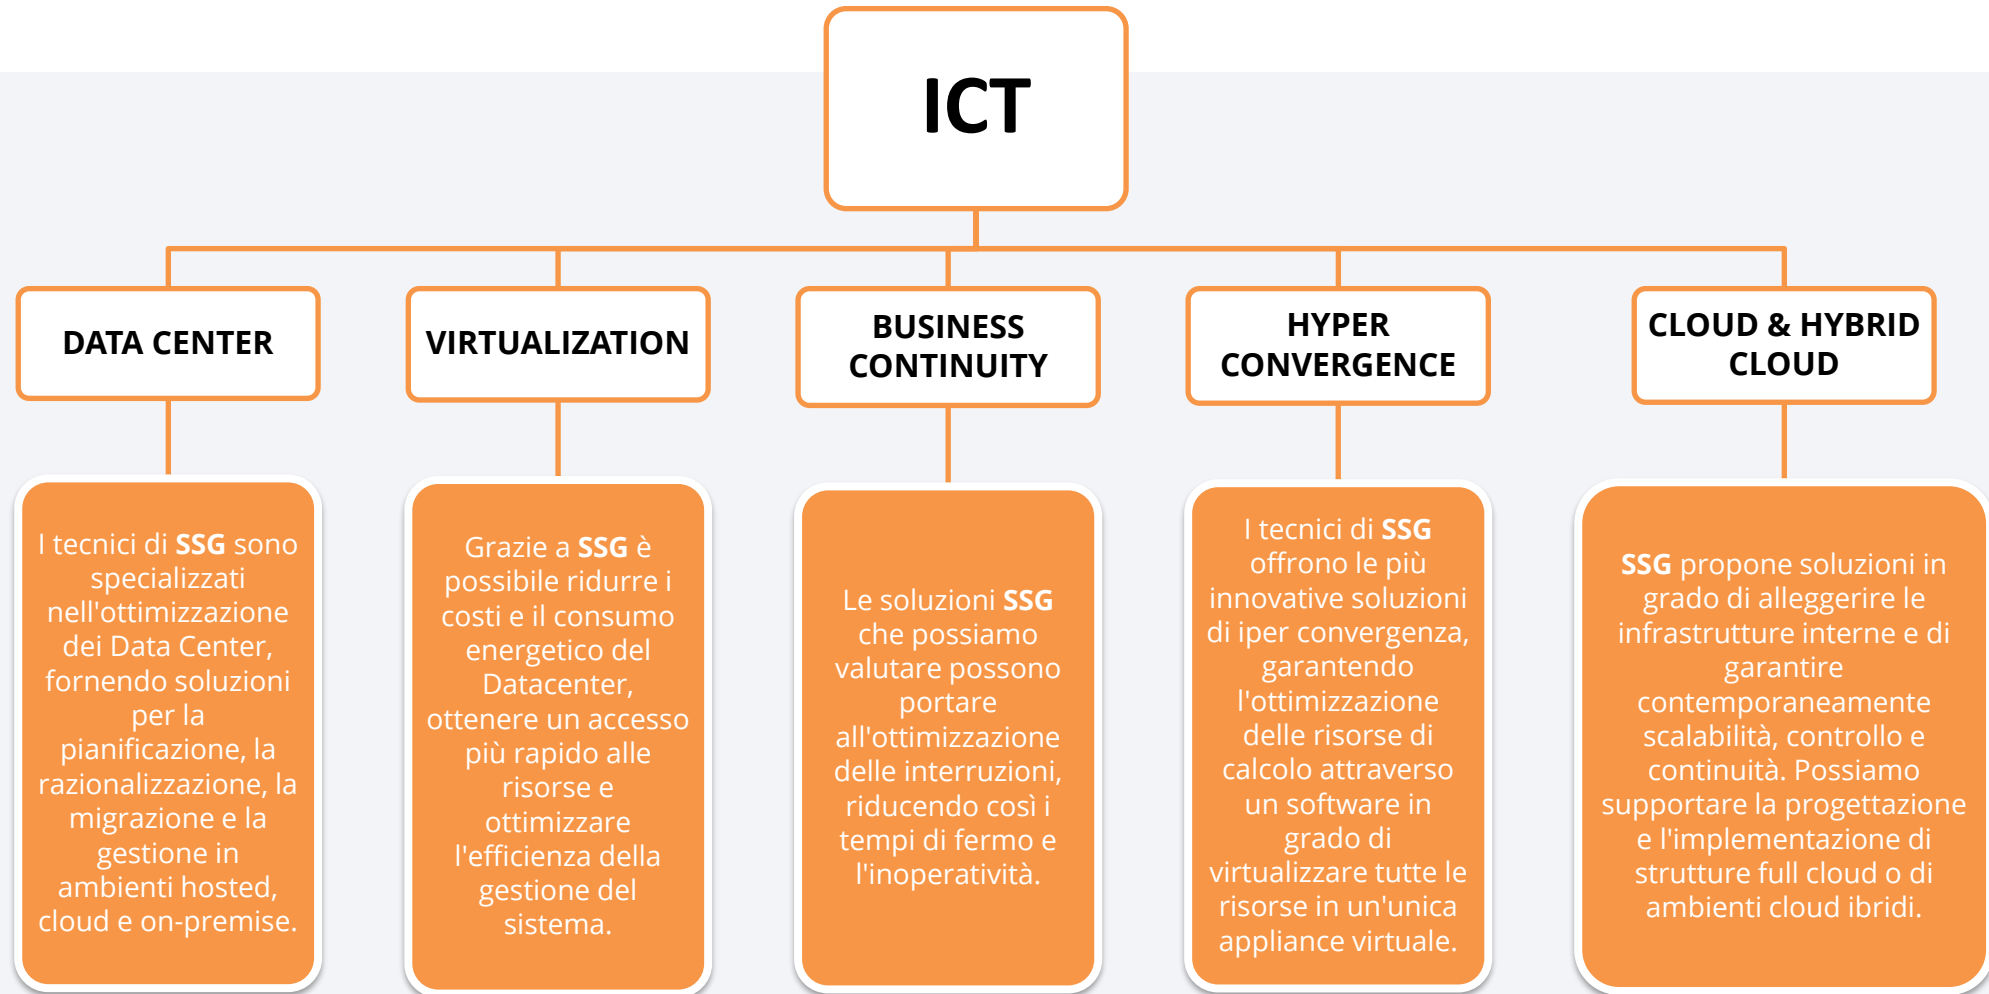 ICT
DATA CENTER
VIRTUALIZATION
BUSINESS
CONTINUITY
HYPER
CONVERGENCE
CLOUD & HYBRID
CLOUD
I tecnici di SSG sono
specializzati
nell'ottimizzazione
dei Data Center,
fornendo soluzioni
per la
pianificazione, la
razionalizzazione, la
migrazione e la
gestione in
ambienti hosted,
cloud e on-premise.
Grazie a SSG è
possibile ridurre i
costi e il consumo
energetico del
Datacenter,
ottenere un accesso
più rapido alle
risorse e
ottimizzare
l'efficienza della
gestione del
sistema.
Le soluzioni SSG
che possiamo
valutare possono
portare
all'ottimizzazione
delle interruzioni,
riducendo così i
tempi di fermo e
l'inoperatività.
I tecnici di SSG
offrono le più
innovative soluzioni
di iper convergenza,
garantendo
l'ottimizzazione
delle risorse di
calcolo attraverso
un software in
grado di
virtualizzare tutte le
risorse in un'unica
appliance virtuale.
SSG propone soluzioni in
grado di alleggerire le
infrastrutture interne e di
garantire
contemporaneamente
scalabilità, controllo e
continuità. Possiamo
supportare la progettazione
e l'implementazione di
strutture full cloud o di
ambienti cloud ibridi.